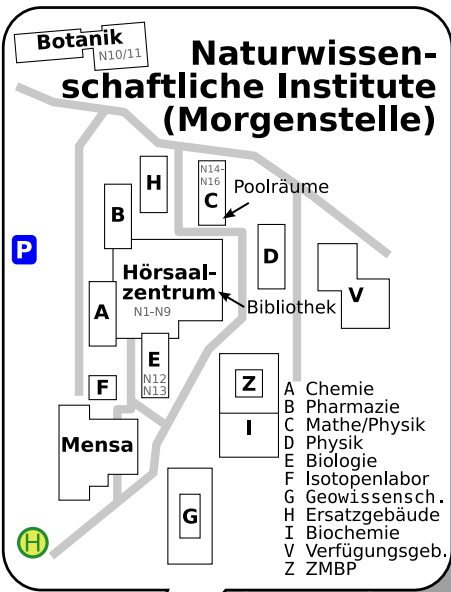 Botanik
N10/11
Naturwissen-
schaftliche Institute
(Morgenstelle)
H
N14-
N16
C
Poolräume
B
P
D
Hörsaal-
zentrum
N1-N9
Bibliothek
V
A
E
N12
N13
F
Z
I
Mensa
G
H
A Chemie
B Pharmazie
C Mathe/Physik
D Physik
E Biologie
F Isotopenlabor
G Geowissensch.
H Ersatzgebäude
I Biochemie
V Verfügungsgeb.
Z ZMBP